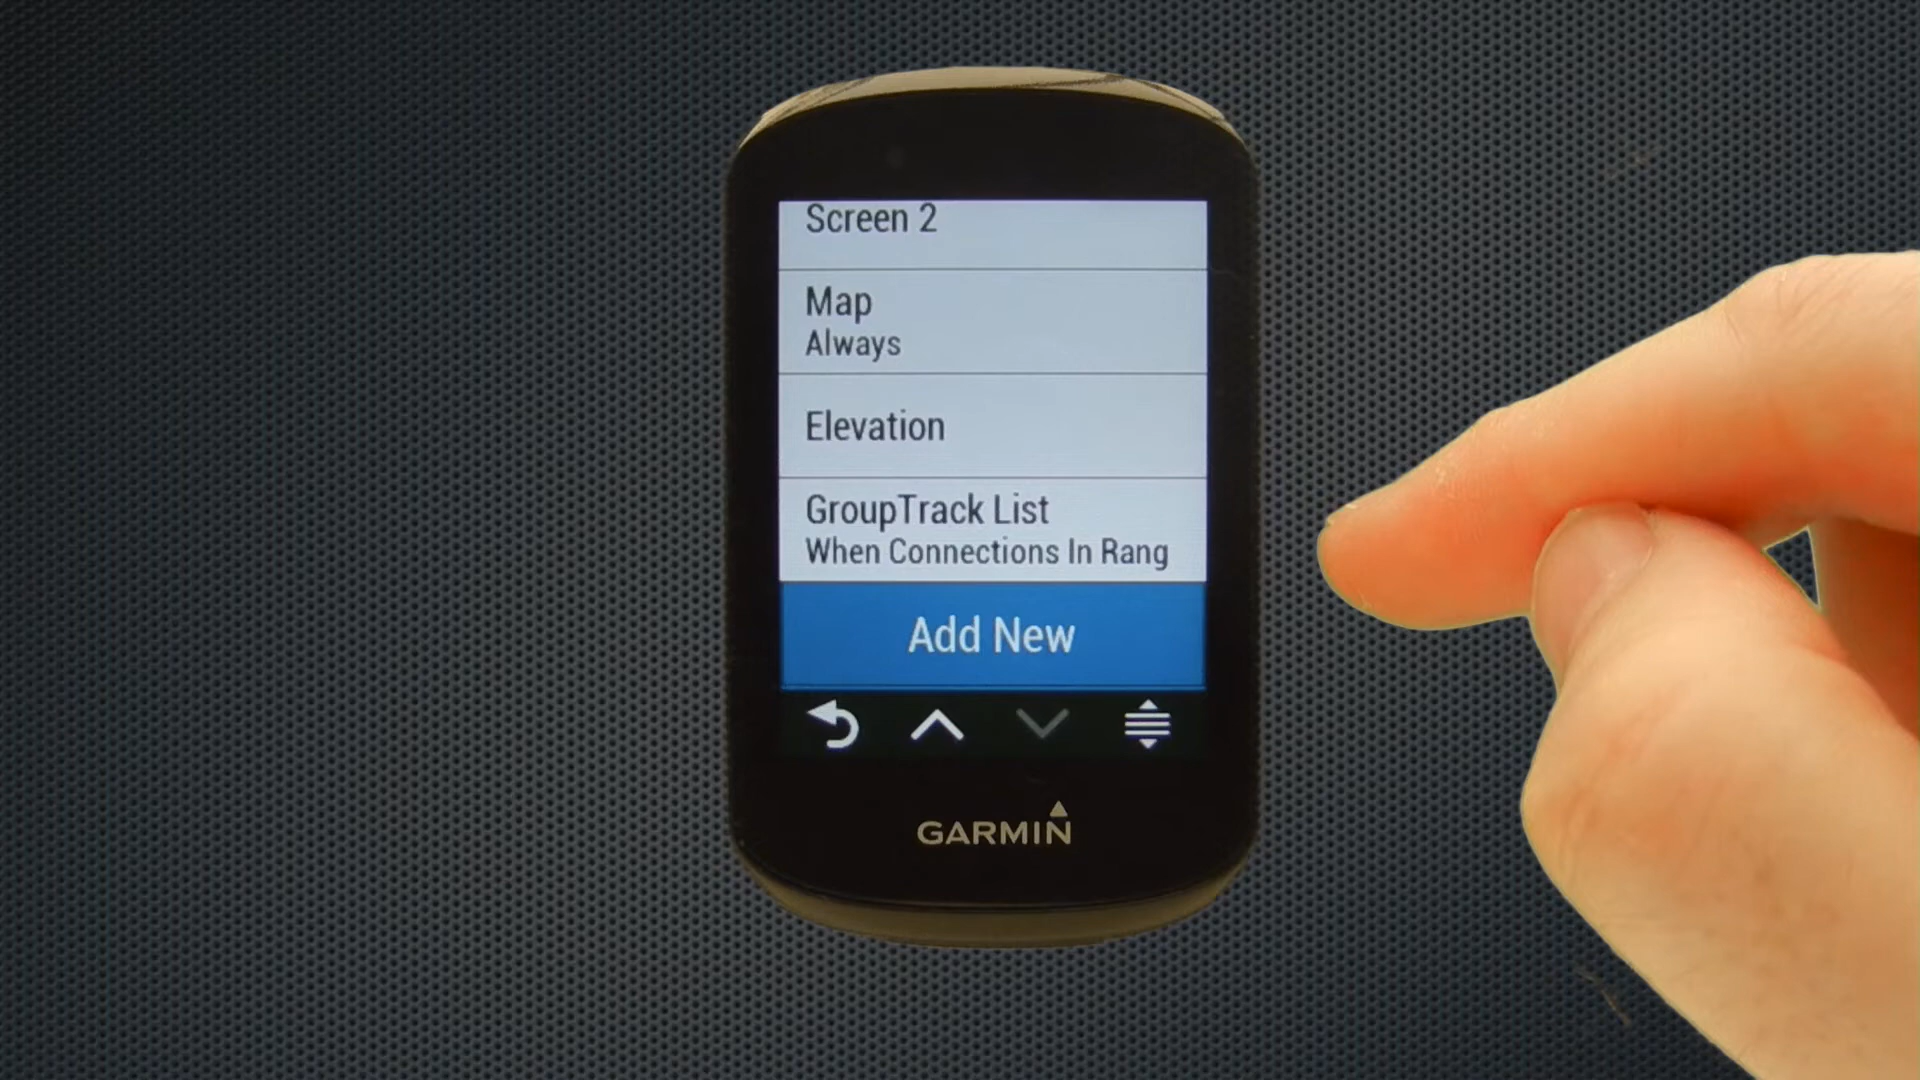 Screen 2
Map
Always
Elevation
GroupTrack List
When Connections In Rang
Add New
GARMIN